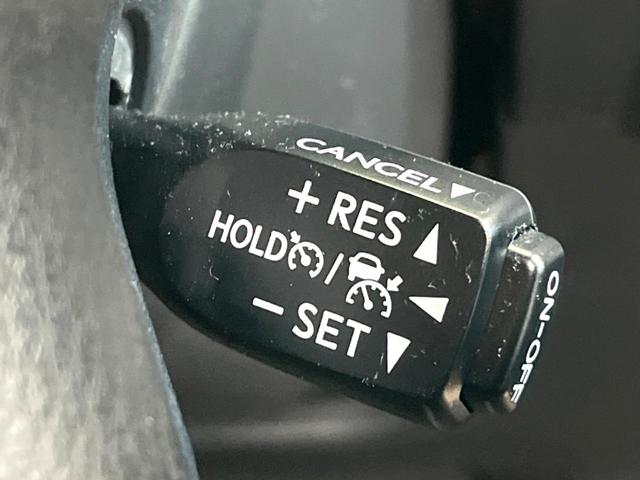 CANCEL
+ RES
HOLD /
- SET
ON-OFF